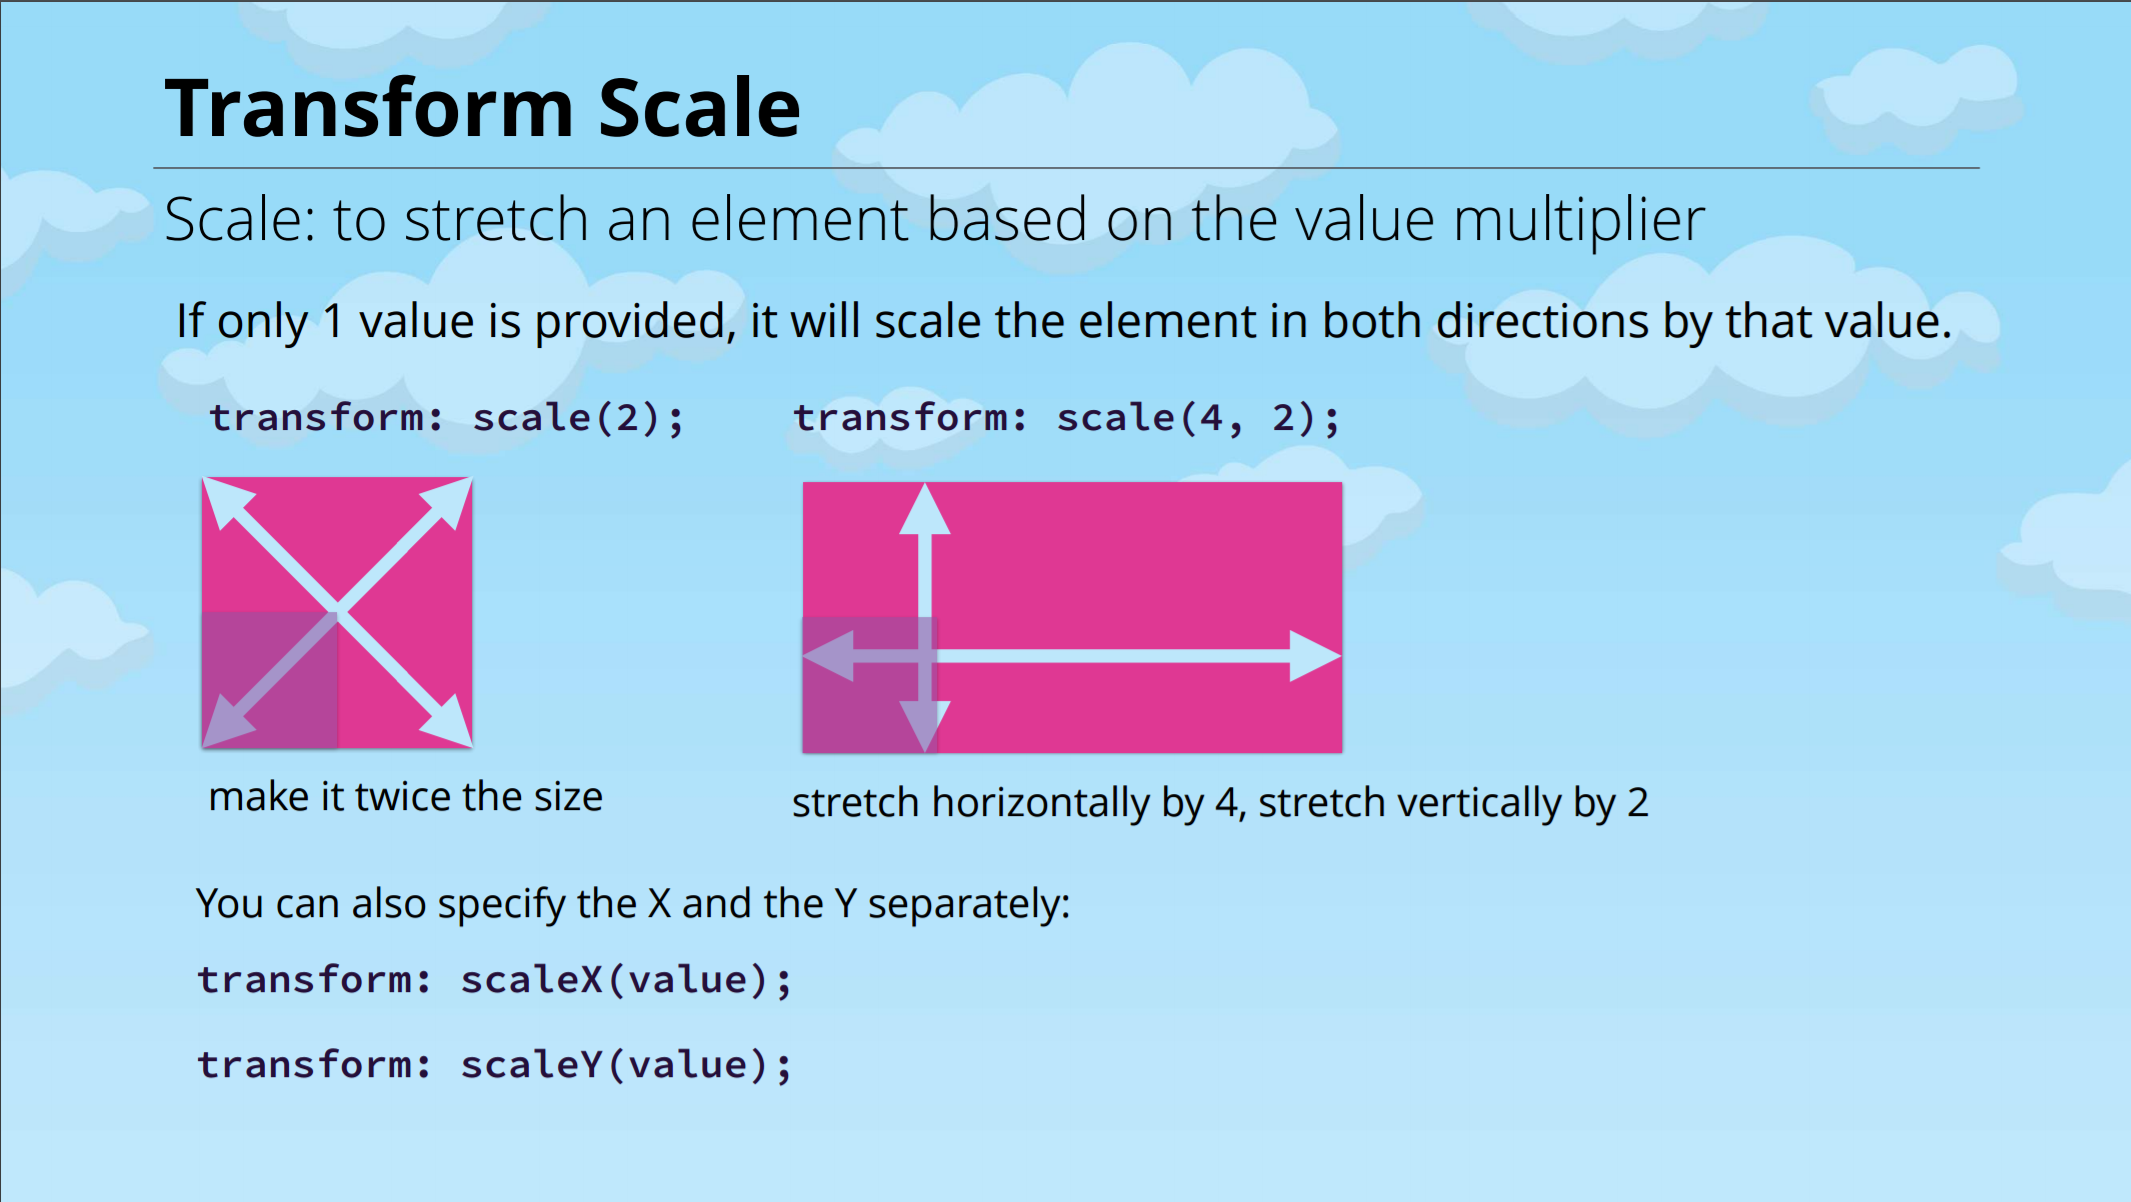 Transform Scale
Scale: to stretch an element based on the value multiplier
If only 1 value is provided, it will scale the element in both directions by that value.
transform: scale(2);
transform: scale(4, 2);
make it twice the size
stretch horizontally by 4, stretch vertically by 2
You can also specify the X and the Y separately:
transform: scaleX(value);
transform: scaleY(value);